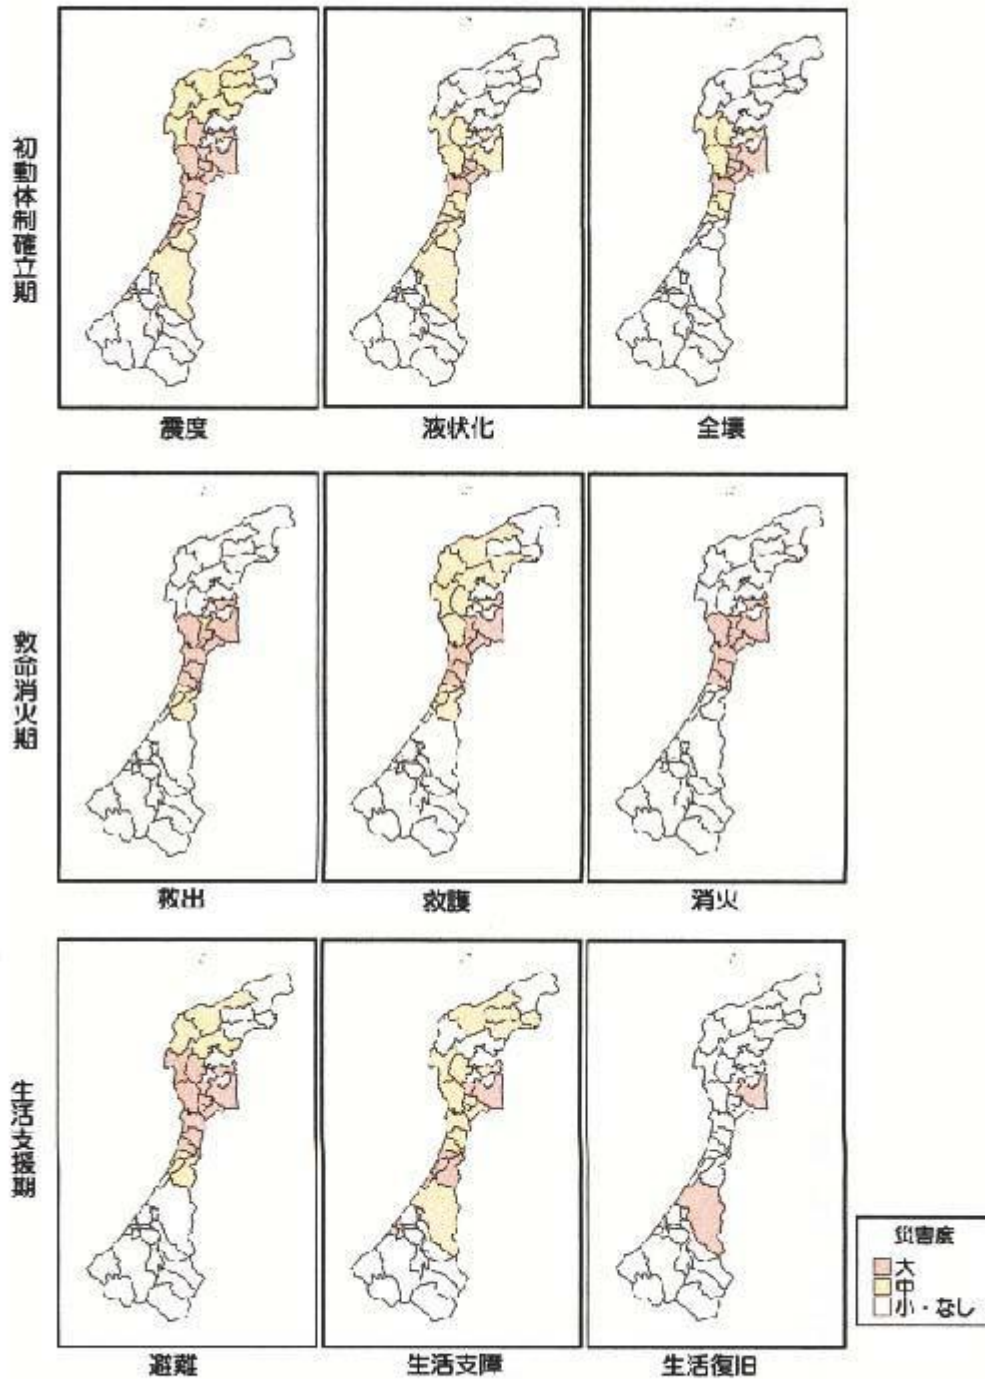 初動体制確立期
震度
液状化
全壊
救命消火期
救出
救護
消火
生活支援期
避難
生活支障
生活復旧
災害度
大
中
小・なし